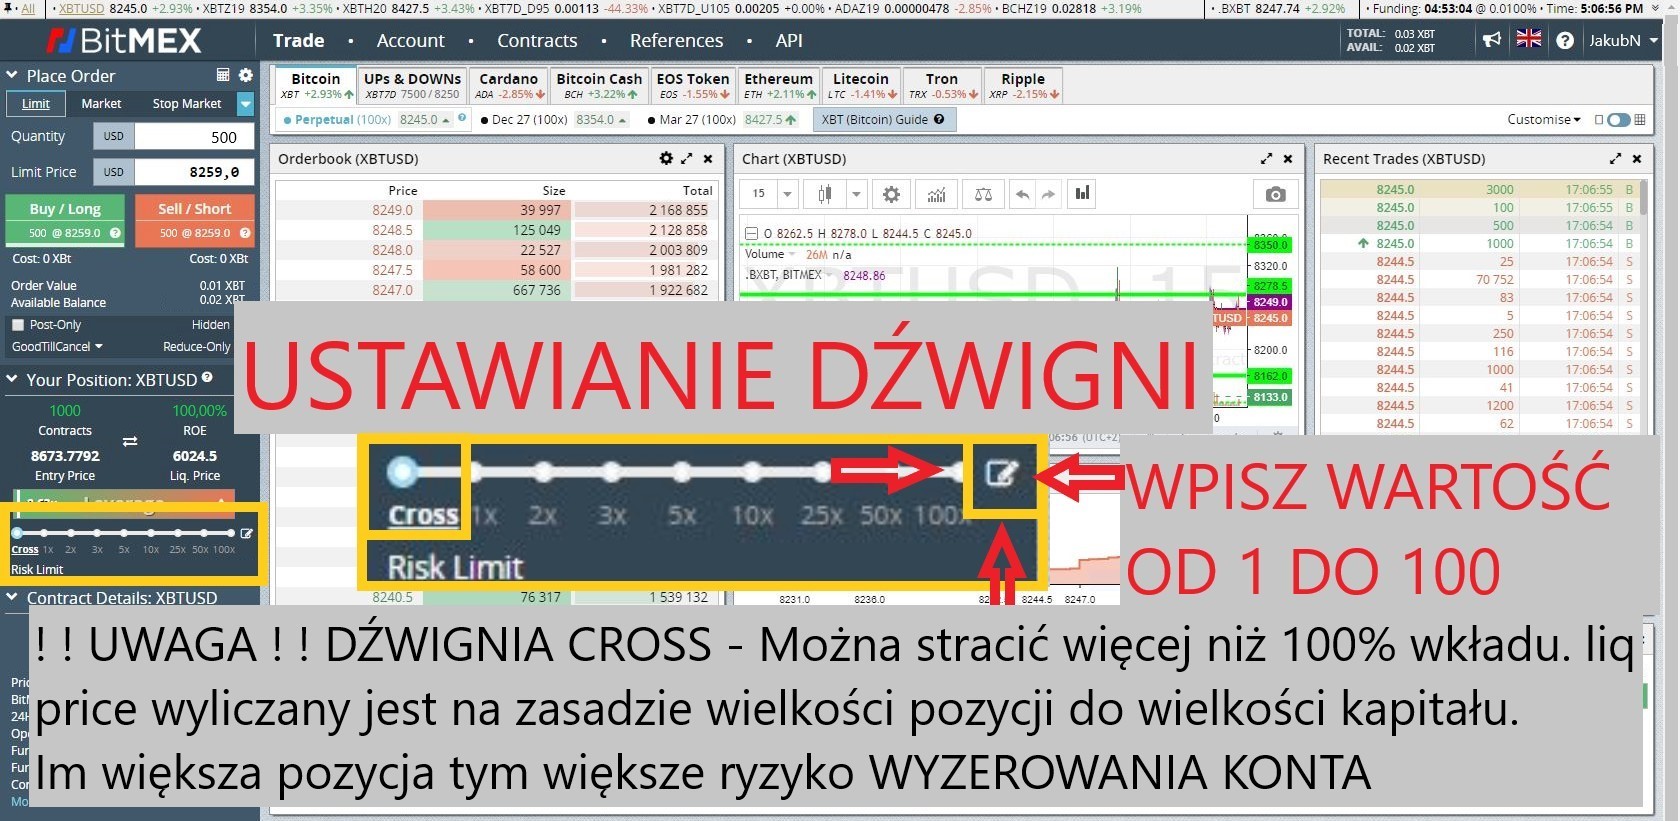 All • XBTUSD 8245.0 +2.93% • XBTZ19 8354.0 +3.35% • XBTH20 8427.5 +3.43% • XBT7D_D95 0.00113 -44.33% • XBT7D_U105 0.00205 +0.00% • ADAZ19 0.00000478 -2.85% • BCHZ19 0.02818 +3.19% • .BXBT 8247.74 +2.92% • Funding: 04:53:04 @ 0.0100% • Time: 5:06:56 PM
BitMEX Trade • Account • Contracts • References • API
TOTAL: 0.03 XBT
AVAIL: 0.02 XBT
JakubN
Place Order
Limit Market Stop Market
Quantity USD 500
Limit Price USD 8259,0
Buy / Long Sell / Short
500 @ 8259.0 500 @ 8259.0
Cost: 0 XBt Cost: 0 XBt
Order Value 0.01 XBT
Available Balance 0.02 XBT
Post-Only Hidden
GoodTillCancel Reduce-Only
Your Position: XBTUSD
1000 100,00%
Contracts ROE
8673.7792 6024.5
Entry Price Liq. Price
Cross 1x 2x 3x 5x 10x 25x 50x 100x
Risk Limit
Contract Details: XBTUSD
Bitcoin UPs & DOWNs Cardano Bitcoin Cash EOS Token Ethereum Litecoin Tron Ripple
XBT +2.93% XBT7D 7500 / 8250 ADA -2.85% BCH +3.22% EOS -1.55% ETH +2.11% LTC -1.41% TRX -0.53% XRP -2.15%
Perpetual (100x) 8245.0 Dec 27 (100x) 8354.0 Mar 27 (100x) 8427.5 XBT (Bitcoin) Guide Customise
Orderbook (XBTUSD)
Price Size Total
8249.0 39 997 2 168 855
8248.5 125 049 2 128 858
8248.0 22 527 2 003 809
8247.5 58 600 1 981 282
8247.0 667 736 1 922 682
Chart (XBTUSD)
15
O 8262.5 H 8278.0 L 8244.5 C 8245.0
Volume 26M n/a
.BXBT, BITMEX 8248.86
8350.0
8320.0
8278.5
8249.0
8245.0
8200.0
8162.0
8133.0
Recent Trades (XBTUSD)
8245.0 3000 17:06:55 B
8245.0 100 17:06:55 B
8245.0 500 17:06:55 B
8245.0 1000 17:06:54 B
8244.5 25 17:06:54 S
8244.5 70 752 17:06:54 S
8244.5 83 17:06:54 S
8244.5 5 17:06:54 S
8244.5 250 17:06:54 S
8244.5 116 17:06:54 S
8244.5 1000 17:06:54 S
8244.5 41 17:06:54 S
8244.5 1200 17:06:54 S
8244.5 62 17:06:54 S
USTAWIANIE DŹWIGNI
Cross 1x 2x 3x 5x 10x 25x 50x 100x
Risk Limit
WPISZ WARTOŚĆ
OD 1 DO 100
8240.5 76 317 1 539 132
8231.0 8236.0 8244.5 8247.0
! ! UWAGA ! ! DŹWIGNIA CROSS - Można stracić więcej niż 100% wkładu. liq
price wyliczany jest na zasadzie wielkości pozycji do wielkości kapitału.
Im większa pozycja tym większe ryzyko WYZEROWANIA KONTA